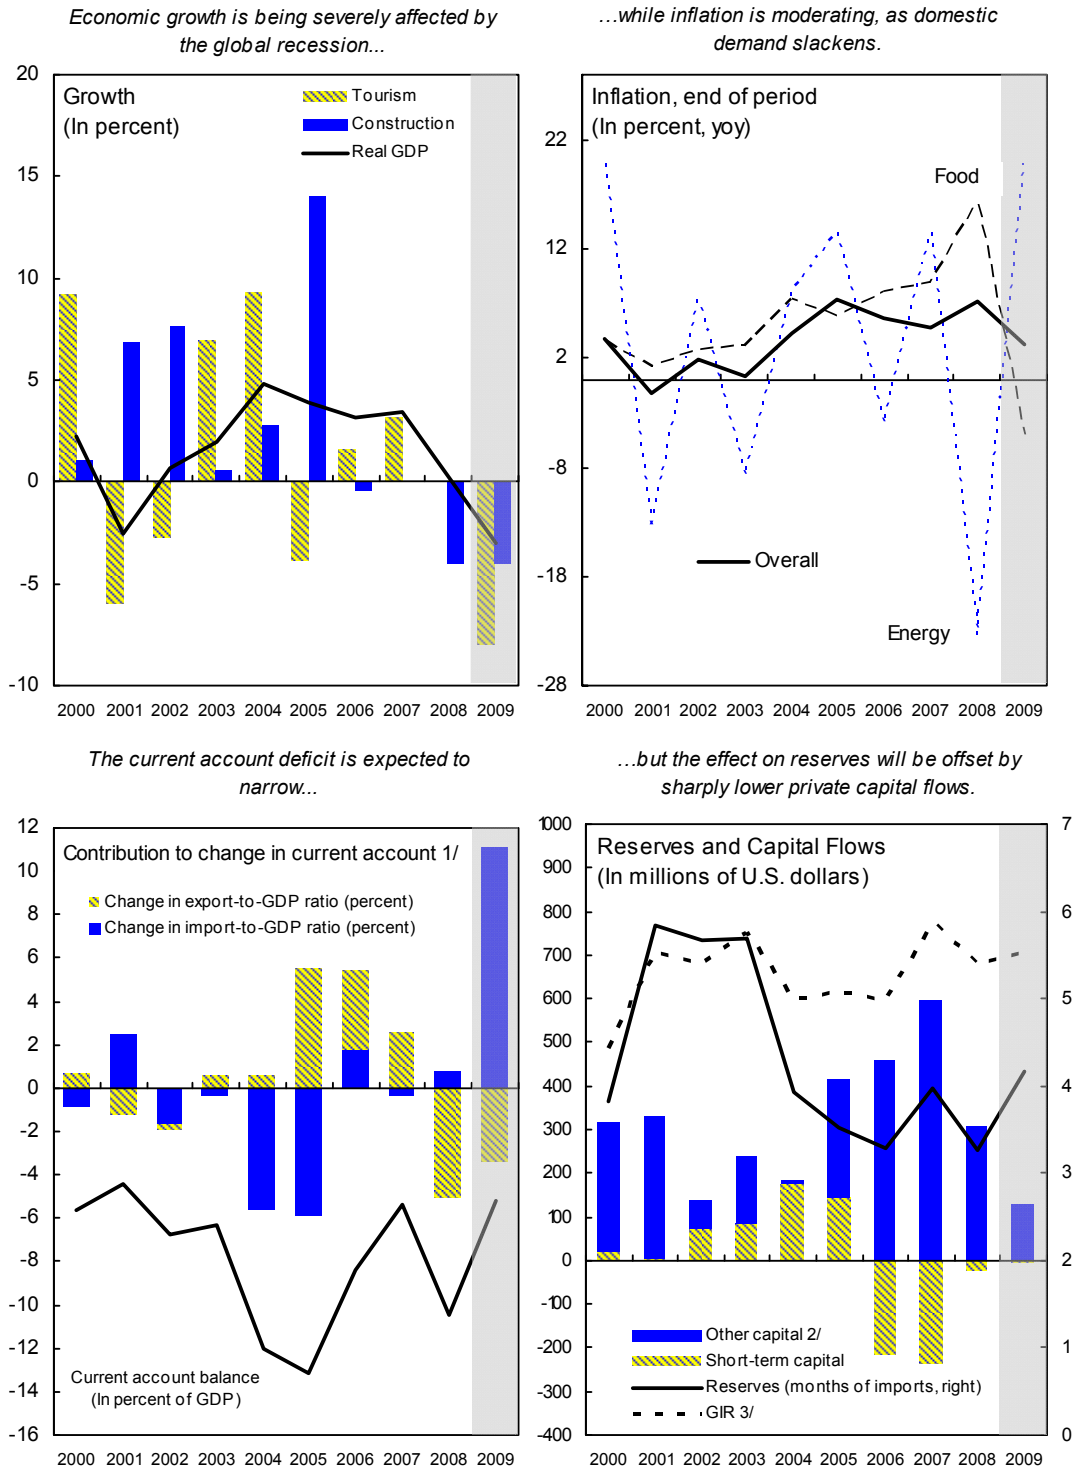 Economic growth is being severely affected by
the global recession...
20
15
10
5
0
-5
-10
Growth
(In percent)
Tourism
Construction
Real GDP
2000 2001 2002 2003 2004 2005 2006 2007 2008 2009
...while inflation is moderating, as domestic
demand slackens.
22
12
2
-8
-18
-28
Inflation, end of period
(In percent, yoy)
Food
Overall
Energy
2000 2001 2002 2003 2004 2005 2006 2007 2008 2009
The current account deficit is expected to
narrow...
12
10
8
6
4
2
0
-2
-4
-6
-8
-10
-12
-14
-16
Contribution to change in current account 1/
Change in export-to-GDP ratio (percent)
Change in import-to-GDP ratio (percent)
Current account balance
(In percent of GDP)
2000 2001 2002 2003 2004 2005 2006 2007 2008 2009
...but the effect on reserves will be offset by
sharply lower private capital flows.
1000
900
800
700
600
500
400
300
200
100
0
-100
-200
-300
-400
Reserves and Capital Flows
(In millions of U.S. dollars)
Other capital 2/
Short-term capital
Reserves (months of imports, right)
GIR 3/
7
6
5
4
3
2
1
0
2000 2001 2002 2003 2004 2005 2006 2007 2008 2009